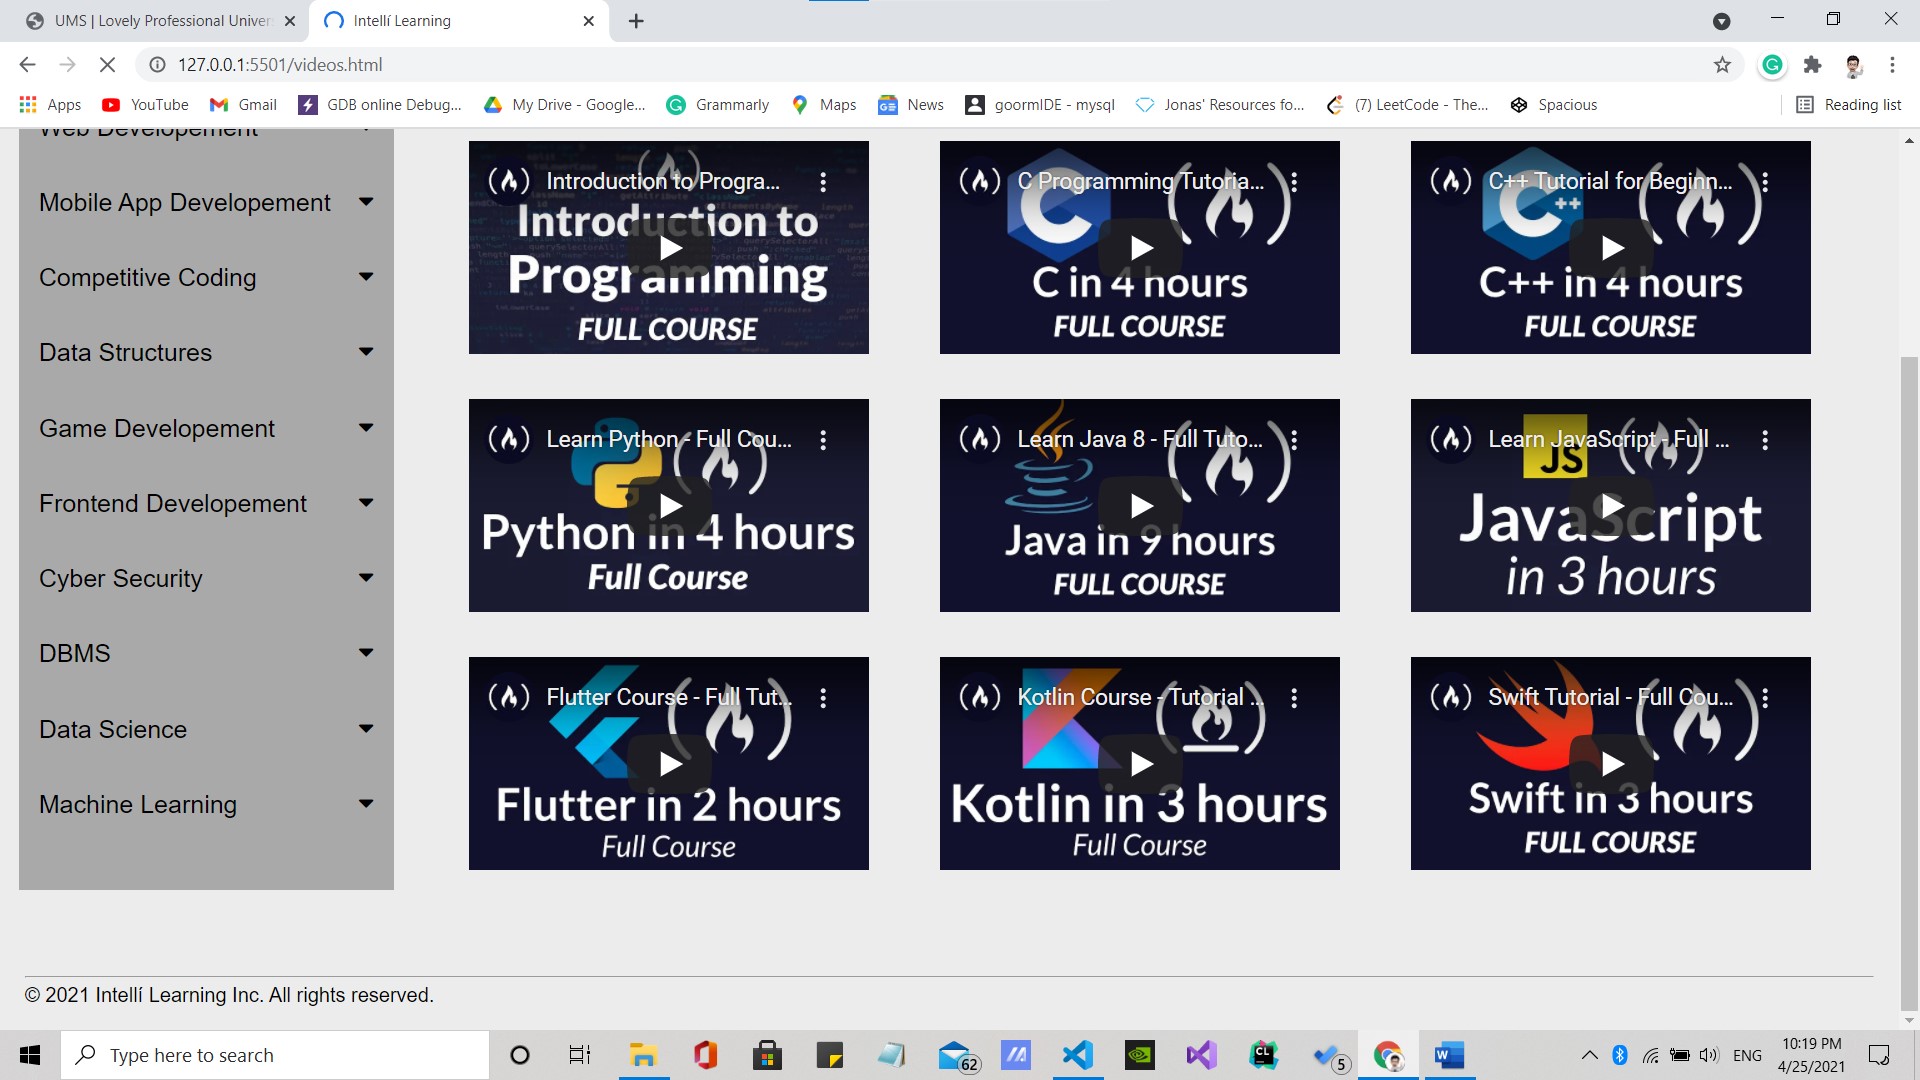 UMS | Lovely Professional Univer
Intellí Learning
127.0.0.1:5501/videos.html
Apps
YouTube
Gmail
GDB online Debug...
My Drive - Google...
Grammarly
Maps
News
goormIDE - mysql
Jonas' Resources fo...
(7) LeetCode - The...
Spacious
Reading list
Web Developement
Mobile App Developement
Competitive Coding
Data Structures
Game Developement
Frontend Developement
Cyber Security
DBMS
Data Science
Machine Learning
Introduction to Progra...
Introduction to
Programming
FULL COURSE
C Programming Tutoria...
C
C in 4 hours
FULL COURSE
C++ Tutorial for Beginn...
C++
C++ in 4 hours
FULL COURSE
Learn Python - Full Cou...
Python in 4 hours
Full Course
Learn Java 8 - Full Tuto...
Java in 9 hours
FULL COURSE
Learn JavaScript - Full ...
JS
JavaScript
in 3 hours
Flutter Course - Full Tut...
Flutter in 2 hours
Full Course
Kotlin Course - Tutorial ...
Kotlin in 3 hours
Full Course
Swift Tutorial - Full Cou...
Swift in 3 hours
FULL COURSE
© 2021 Intellí Learning Inc. All rights reserved.
Type here to search
62
CL
5
W
ENG
10:19 PM
4/25/2021